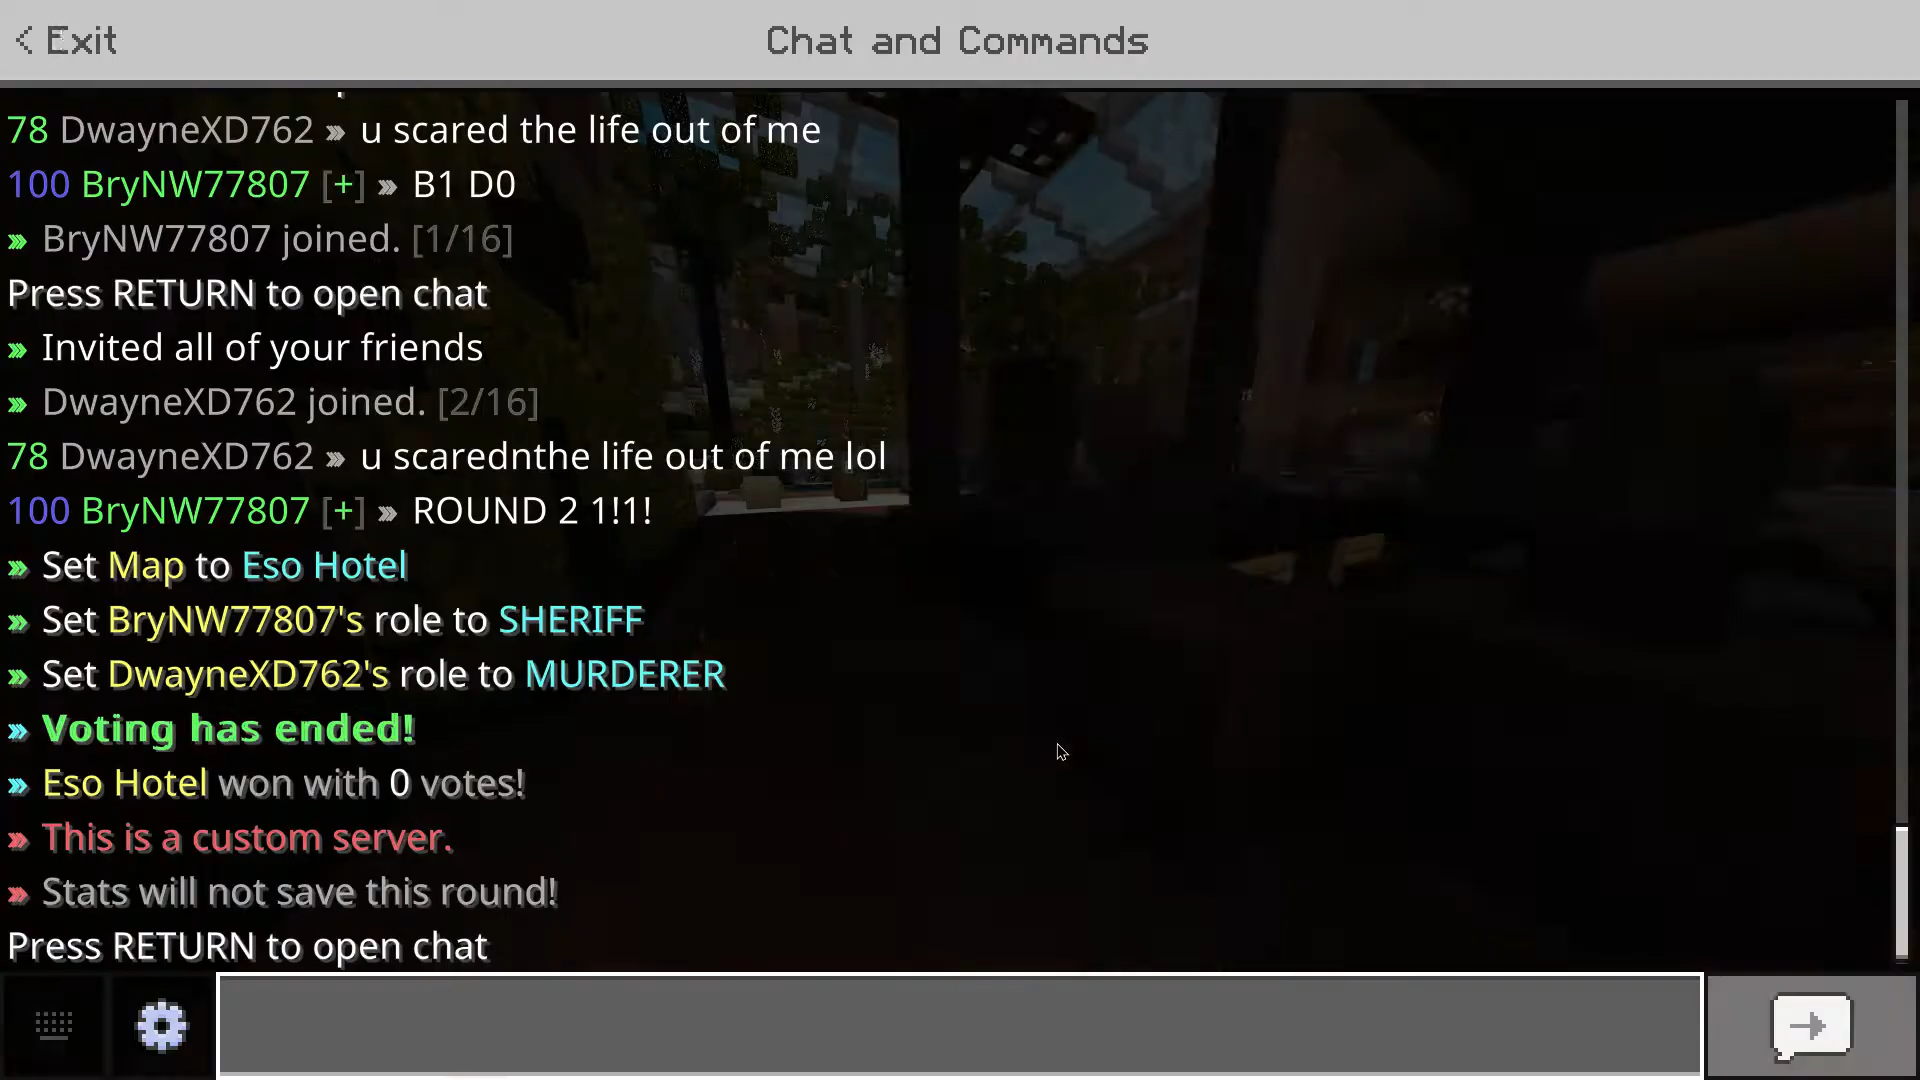 < Exit
Chat and Commands
78 DwayneXD762 » u scared the life out of me
100 BryNW77807 [+] » B1 D0
» BryNW77807 joined. [1/16]
Press RETURN to open chat
» Invited all of your friends
» DwayneXD762 joined. [2/16]
78 DwayneXD762 » u scarednthe life out of me lol
100 BryNW77807 [+] » ROUND 2 1!1!
» Set Map to Eso Hotel
» Set BryNW77807's role to SHERIFF
» Set DwayneXD762's role to MURDERER
» Voting has ended!
» Eso Hotel won with 0 votes!
» This is a custom server.
» Stats will not save this round!
Press RETURN to open chat